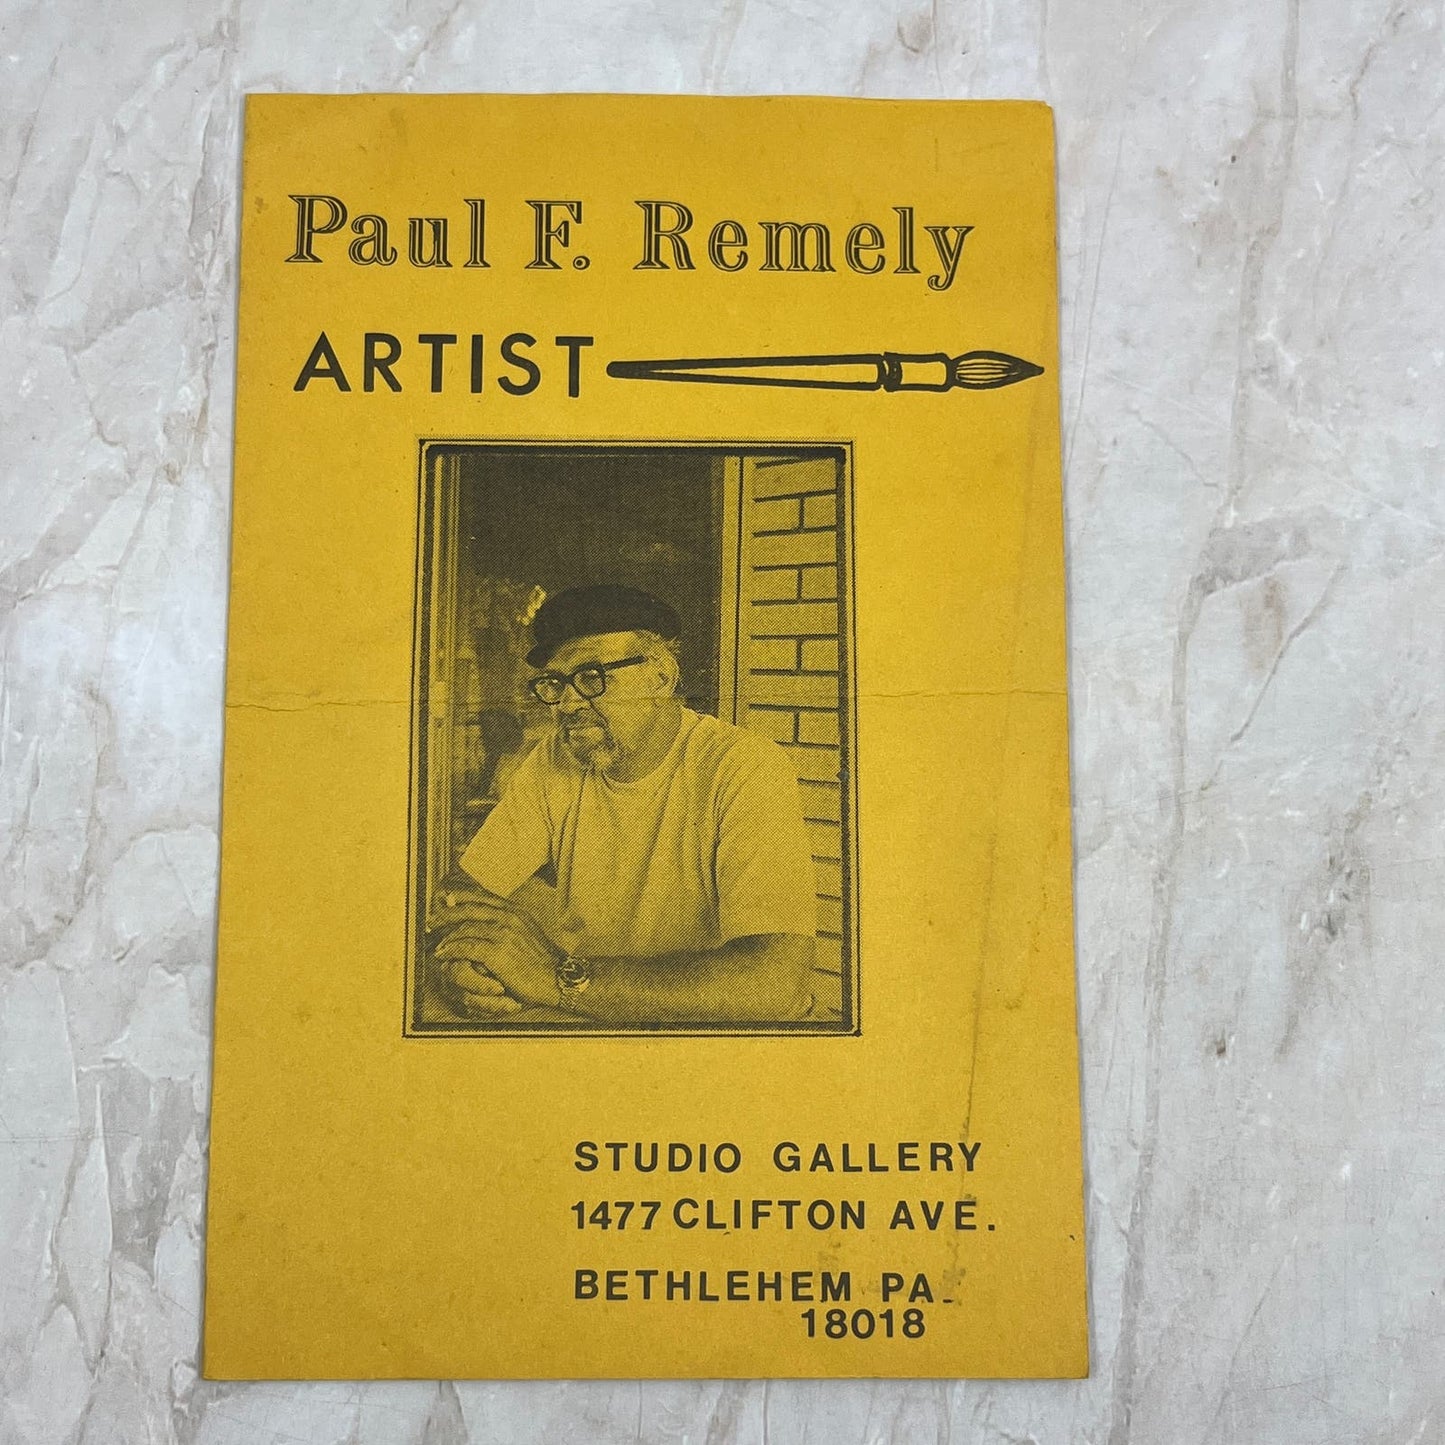 Paul F. Remely
ARTIST
STUDIO GALLERY
1477 CLIFTON AVE.
BETHLEHEM PA.
18018